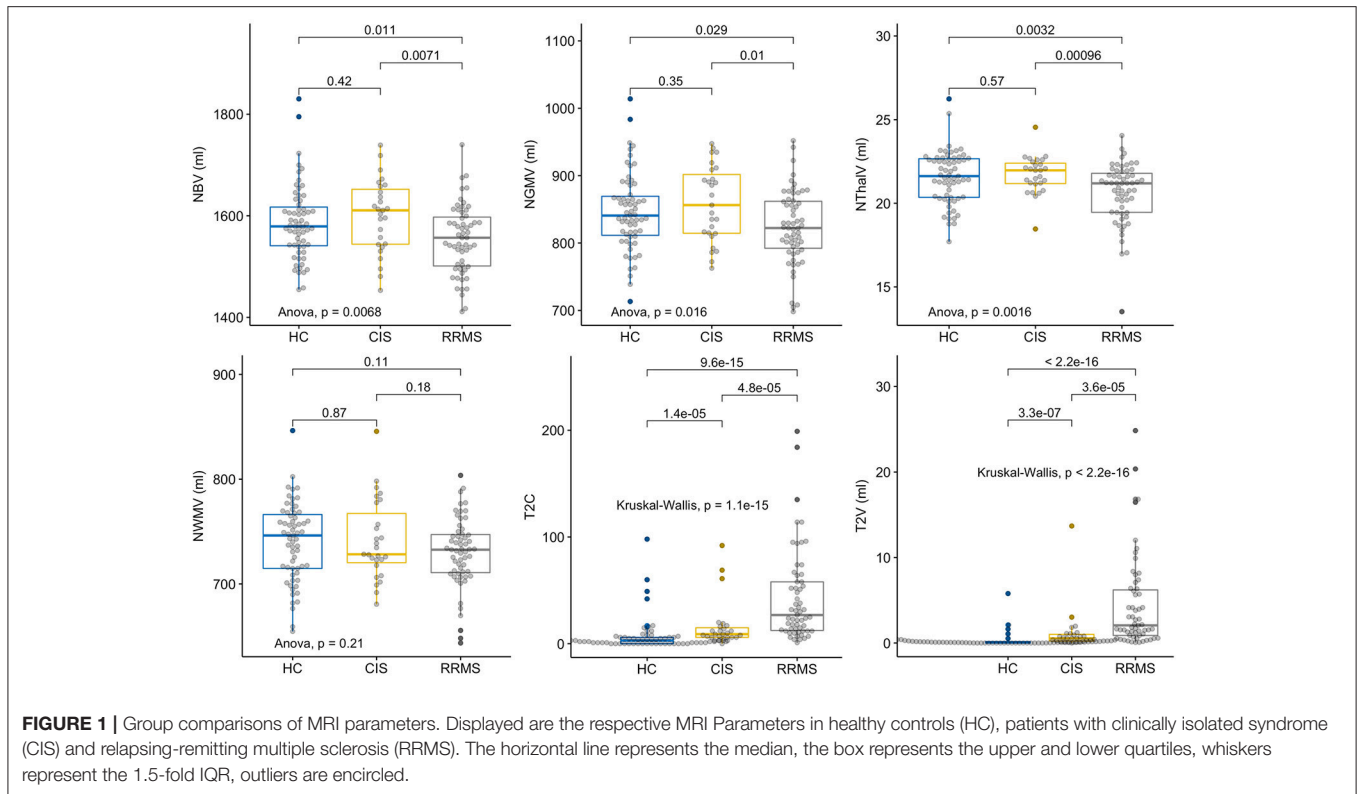 0.011
0.0071
0.42
1800
1600
1400
NBV (ml)
Anova, p = 0.0068
HC
CIS
RRMS
0.029
0.01
0.35
1100
1000
900
800
700
NGMV (ml)
Anova, p = 0.016
HC
CIS
RRMS
0.0032
0.00096
0.57
30
25
20
15
NThalV (ml)
Anova, p = 0.0016
HC
CIS
RRMS
0.11
0.18
0.87
900
800
700
NWMV (ml)
Anova, p = 0.21
HC
CIS
RRMS
9.6e-15
4.8e-05
1.4e-05
200
100
0
T2C
Kruskal-Wallis, p = 1.1e-15
HC
CIS
RRMS
< 2.2e-16
3.6e-05
3.3e-07
30
20
10
0
T2V (ml)
Kruskal-Wallis, p < 2.2e-16
HC
CIS
RRMS
FIGURE 1 | Group comparisons of MRI parameters. Displayed are the respective MRI Parameters in healthy controls (HC), patients with clinically isolated syndrome
(CIS) and relapsing-remitting multiple sclerosis (RRMS). The horizontal line represents the median, the box represents the upper and lower quartiles, whiskers
represent the 1.5-fold IQR, outliers are encircled.